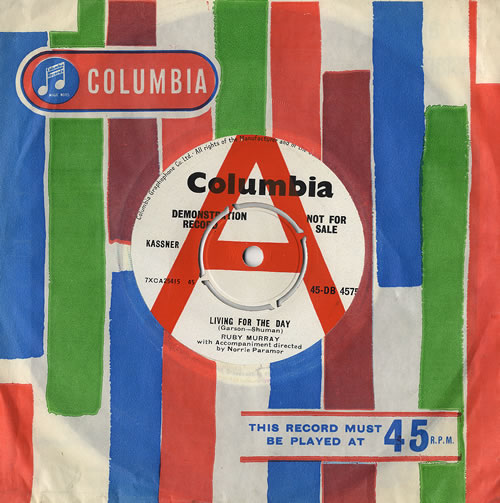 COLUMBIA
Columbia Graphophone Co. Ltd. · All rights of the Manufacturer and
Columbia
DEMONSTRATION
RECORD
NOT FOR
SALE
KASSNER
7XCA25415 45
45-DB 4575
A
LIVING FOR THE DAY
(Garson—Shuman)
RUBY MURRAY
with Accompaniment directed
by Norrie Paramor
THIS RECORD MUST
BE PLAYED AT 45 R.P.M.